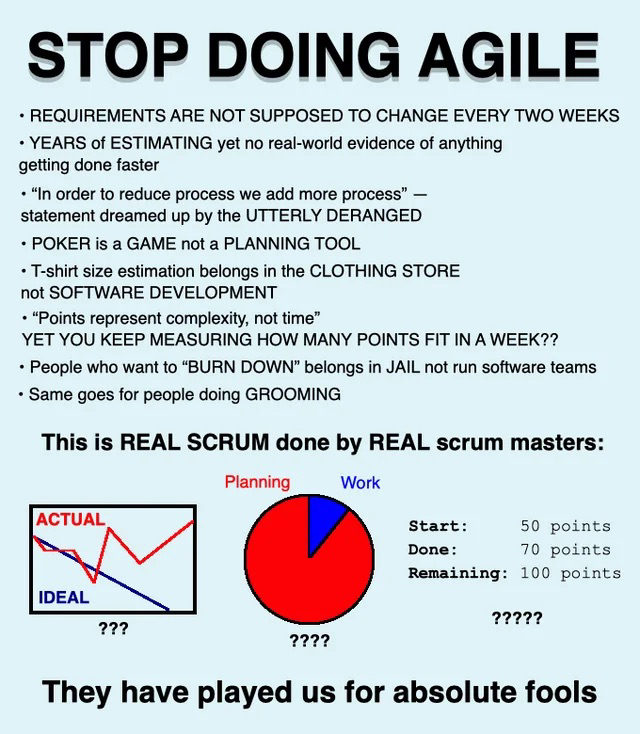 STOP DOING AGILE
• REQUIREMENTS ARE NOT SUPPOSED TO CHANGE EVERY TWO WEEKS
• YEARS of ESTIMATING yet no real-world evidence of anything
getting done faster
• “In order to reduce process we add more process” —
statement dreamed up by the UTTERLY DERANGED
• POKER is a GAME not a PLANNING TOOL
• T-shirt size estimation belongs in the CLOTHING STORE
not SOFTWARE DEVELOPMENT
• “Points represent complexity, not time”
YET YOU KEEP MEASURING HOW MANY POINTS FIT IN A WEEK??
• People who want to “BURN DOWN” belongs in JAIL not run software teams
• Same goes for people doing GROOMING
This is REAL SCRUM done by REAL scrum masters:
ACTUAL
IDEAL
???
Planning
Work
????
Start: 50 points
Done: 70 points
Remaining: 100 points
?????
They have played us for absolute fools